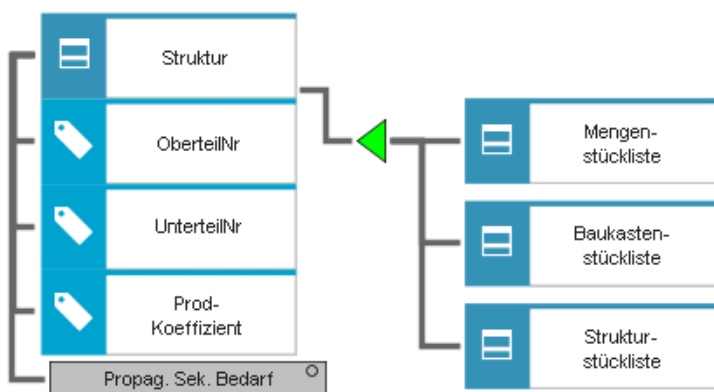 Struktur
OberteilNr
UnterteilNr
Prod-
Koeffizient
Propag. Sek. Bedarf
Mengen-
stückliste
Baukasten-
stückliste
Struktur-
stückliste